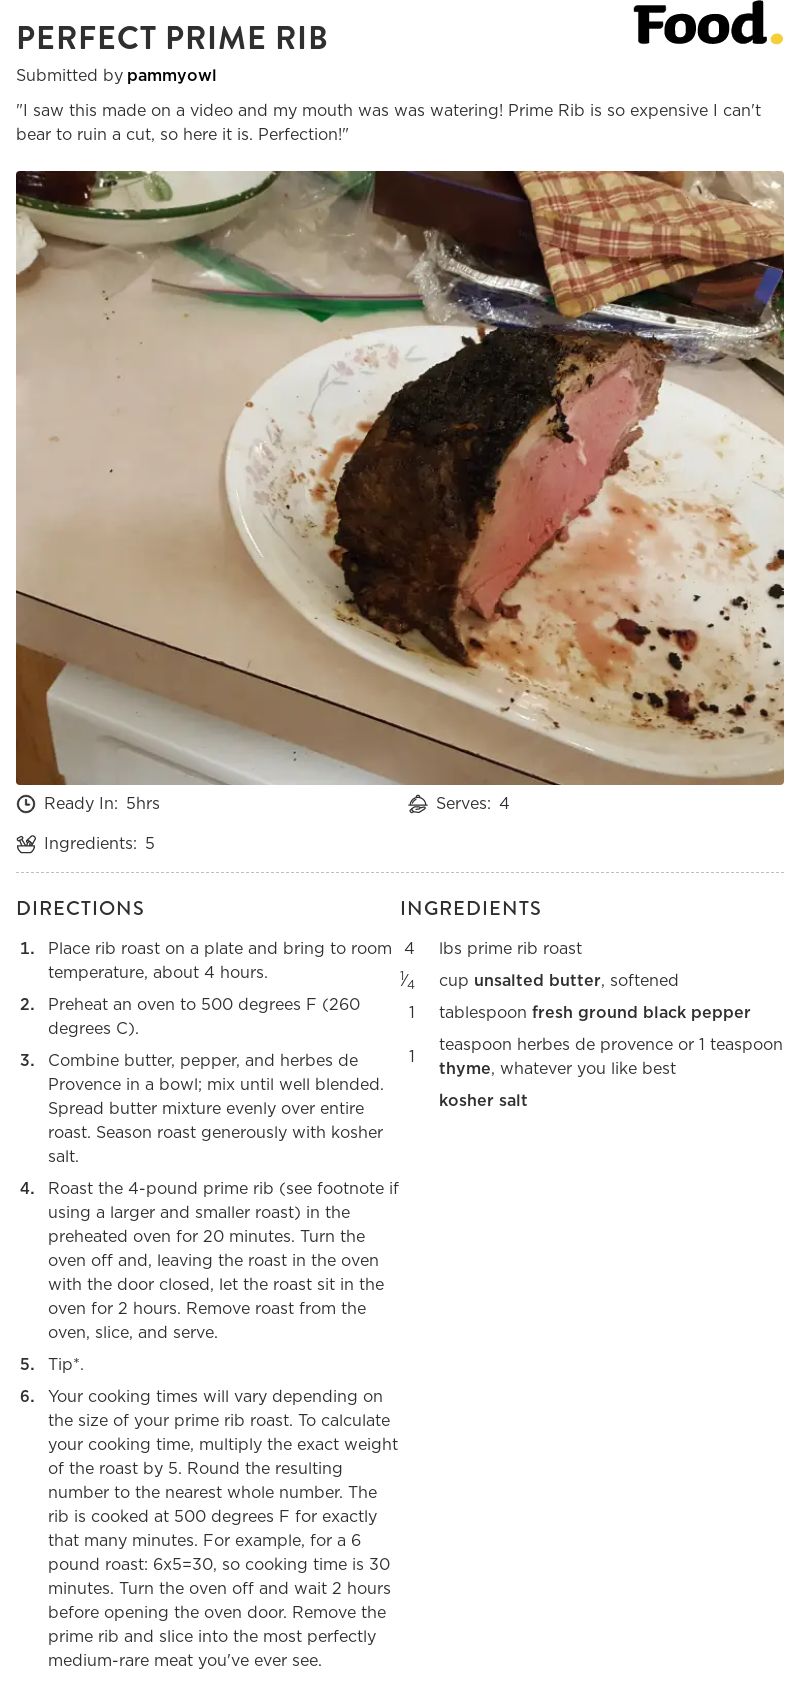 PERFECT PRIME RIB
Food.
Submitted by pammyowl
"I saw this made on a video and my mouth was was watering! Prime Rib is so expensive I can't
bear to ruin a cut, so here it is. Perfection!"
Ready In: 5hrs
Serves: 4
Ingredients: 5
DIRECTIONS
1. Place rib roast on a plate and bring to room
temperature, about 4 hours.
2. Preheat an oven to 500 degrees F (260
degrees C).
3. Combine butter, pepper, and herbes de
Provence in a bowl; mix until well blended.
Spread butter mixture evenly over entire
roast. Season roast generously with kosher
salt.
4. Roast the 4-pound prime rib (see footnote if
using a larger and smaller roast) in the
preheated oven for 20 minutes. Turn the
oven off and, leaving the roast in the oven
with the door closed, let the roast sit in the
oven for 2 hours. Remove roast from the
oven, slice, and serve.
5. Tip*.
6. Your cooking times will vary depending on
the size of your prime rib roast. To calculate
your cooking time, multiply the exact weight
of the roast by 5. Round the resulting
number to the nearest whole number. The
rib is cooked at 500 degrees F for exactly
that many minutes. For example, for a 6
pound roast: 6x5=30, so cooking time is 30
minutes. Turn the oven off and wait 2 hours
before opening the oven door. Remove the
prime rib and slice into the most perfectly
medium-rare meat you've ever see.
INGREDIENTS
4 lbs prime rib roast
1⁄4 cup unsalted butter, softened
1 tablespoon fresh ground black pepper
1 teaspoon herbes de provence or 1 teaspoon
thyme, whatever you like best
kosher salt